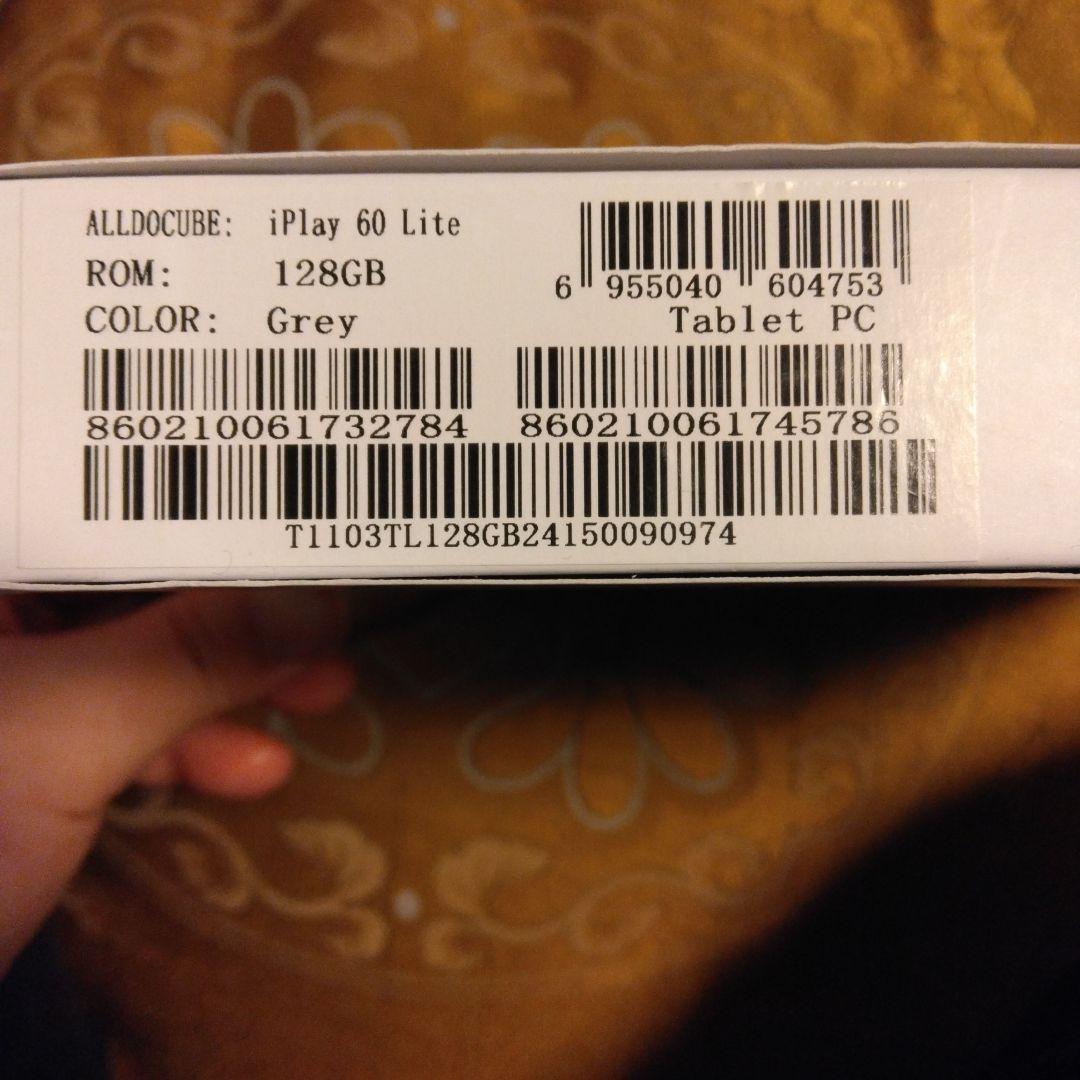 ALLDOCUBE: iPlay 60 Lite
ROM: 128GB
COLOR: Grey
6 955040 604753
Tablet PC
860210061732784 860210061745786
T1103TL128GB24150090974